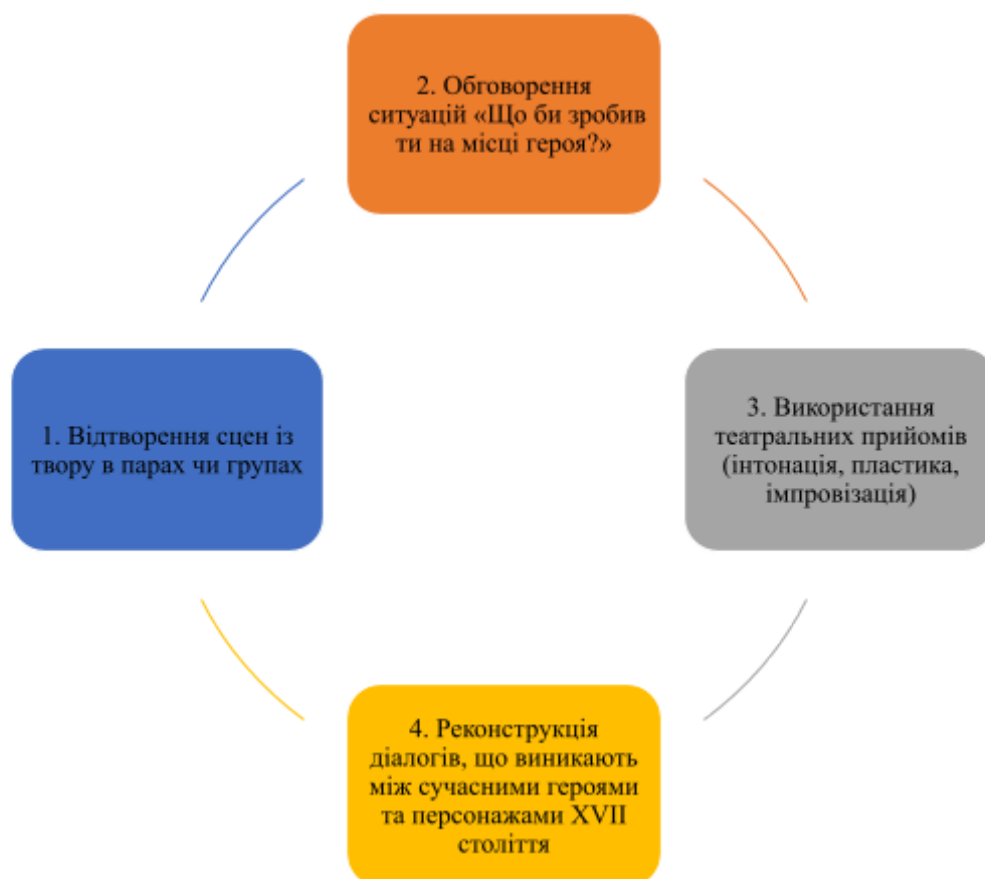 2. Обговорення
ситуацій «Що би зробив
ти на місці героя?»
1. Відтворення сцен із
твору в парах чи групах
3. Використання
театральних прийомів
(інтонація, пластика,
імпровізація)
4. Реконструкція
діалогів, що виникають
між сучасними героями
та персонажами XVII
століття